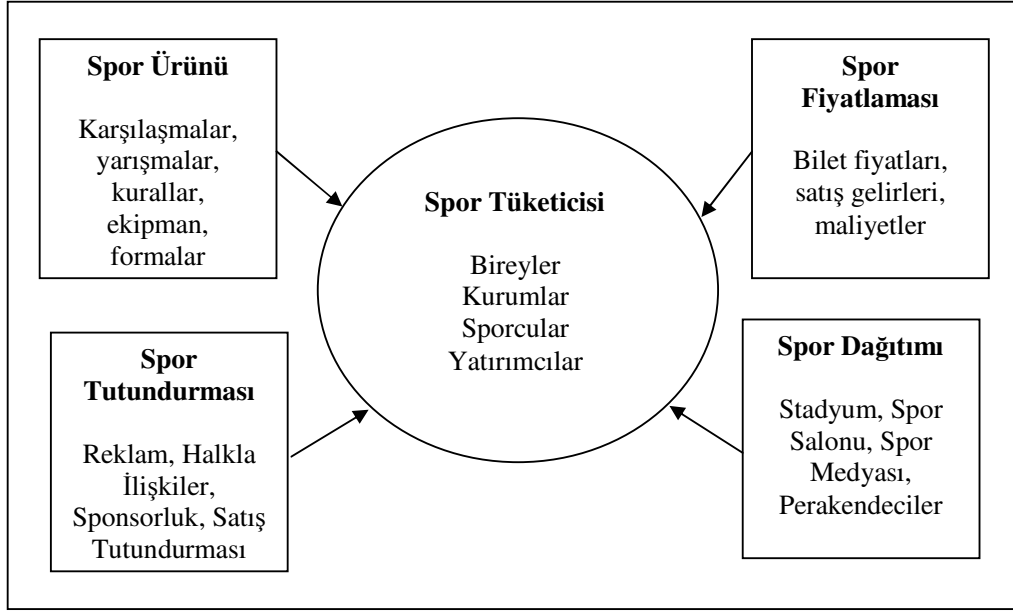 Spor Ürünü
Karşılaşmalar,
yarışmalar,
kurallar,
ekipman,
formalar
Spor
Fiyatlaması
Bilet fiyatları,
satış gelirleri,
maliyetler
Spor Tüketicisi
Bireyler
Kurumlar
Sporcular
Yatırımcılar
Spor
Tutundurması
Reklam, Halkla
İlişkiler,
Sponsorluk, Satış
Tutundurması
Spor Dağıtımı
Stadyum, Spor
Salonu, Spor
Medyası,
Perakendeciler